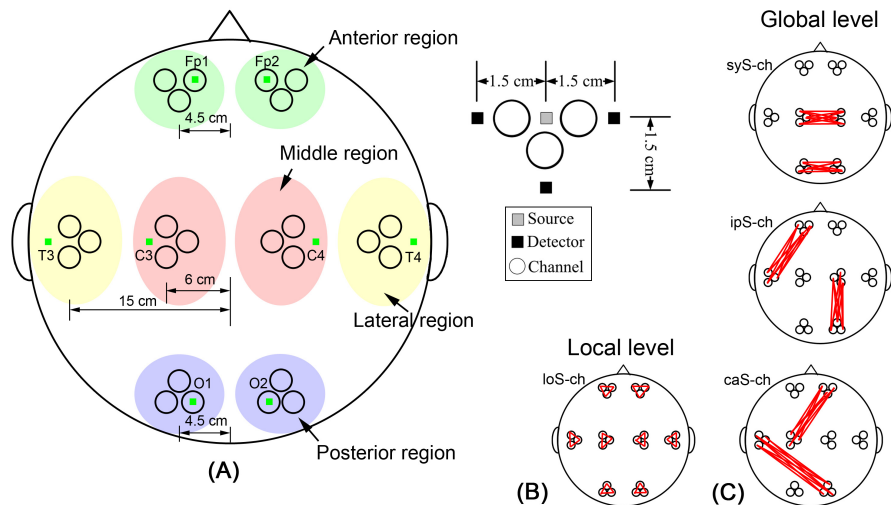 Anterior region
Fp1
Fp2
4.5 cm
Middle region
T3
C3
C4
T4
6 cm
15 cm
Lateral region
O1
O2
4.5 cm
Posterior region
(A)
1.5 cm
1.5 cm
1.5 cm
Source
Detector
Channel
Local level
loS-ch
(B)
Global level
syS-ch
ipS-ch
caS-ch
(C)